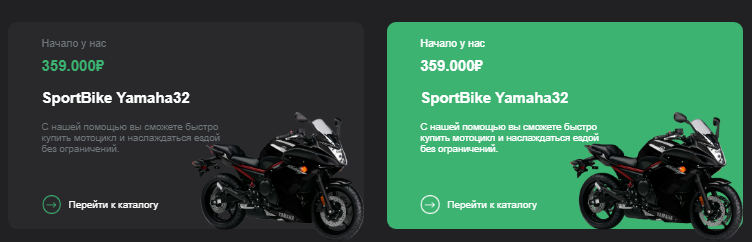 Начало у нас
359.000₽
SportBike Yamaha32
С нашей помощью вы сможете быстро
купить мотоцикл и наслаждаться ездой
без ограничений.
Перейти к каталогу
YAMAHA
Начало у нас
359.000₽
SportBike Yamaha32
С нашей помощью вы сможете быстро
купить мотоцикл и наслаждаться ездой
без ограничений.
Перейти к каталогу
YAMAHA